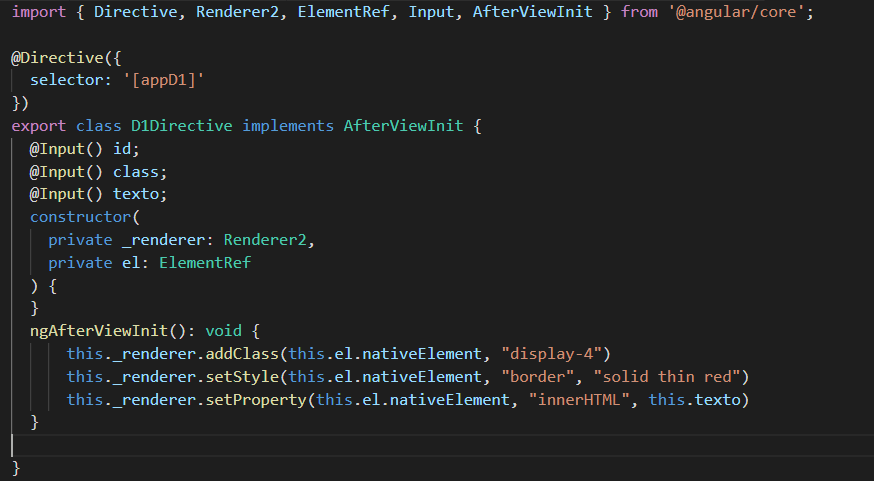 import { Directive, Renderer2, ElementRef, Input, AfterViewInit } from '@angular/core';
@Directive({
selector: '[appD1]'
})
export class D1Directive implements AfterViewInit {
@Input() id;
@Input() class;
@Input() texto;
constructor(
private _renderer: Renderer2,
private el: ElementRef
) {
}
ngAfterViewInit(): void {
this._renderer.addClass(this.el.nativeElement, "display-4")
this._renderer.setStyle(this.el.nativeElement, "border", "solid thin red")
this._renderer.setProperty(this.el.nativeElement, "innerHTML", this.texto)
}
}